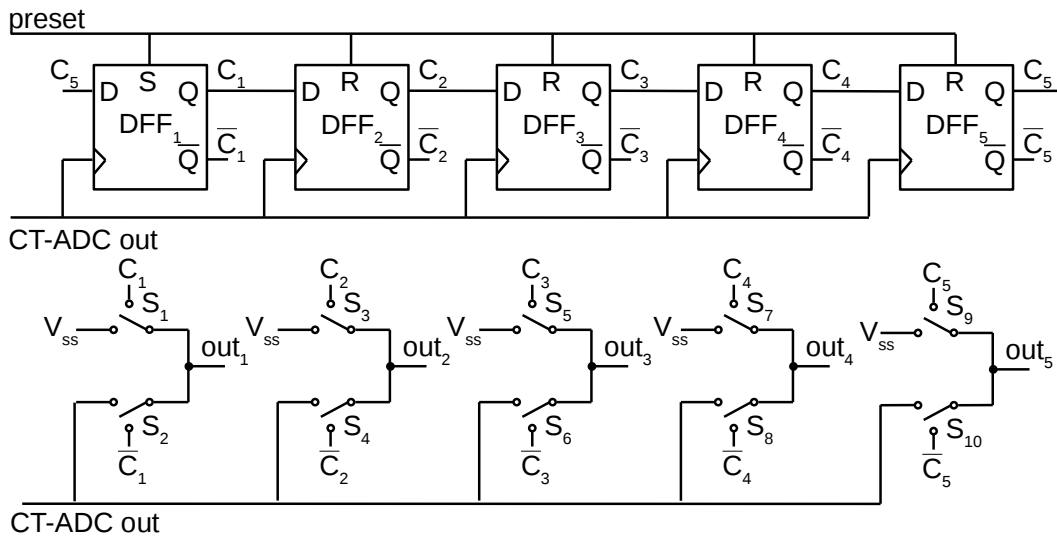 preset
C5 C1 C2 C3 C4 C5
D S Q D R Q D R Q D R Q D R Q
DFF1 DFF2 DFF3 DFF4 DFF5
Q̅ C̅1 Q̅ C̅2 Q̅ C̅3 Q̅ C̅4 Q̅ C̅5
CT-ADC out
C1 C2 C3 C4 C5
S1 S3 S5 S7 S9
Vss Vss Vss Vss Vss
out1 out2 out3 out4 out5
S2 S4 S6 S8 S10
C̅1 C̅2 C̅3 C̅4 C̅5
CT-ADC out